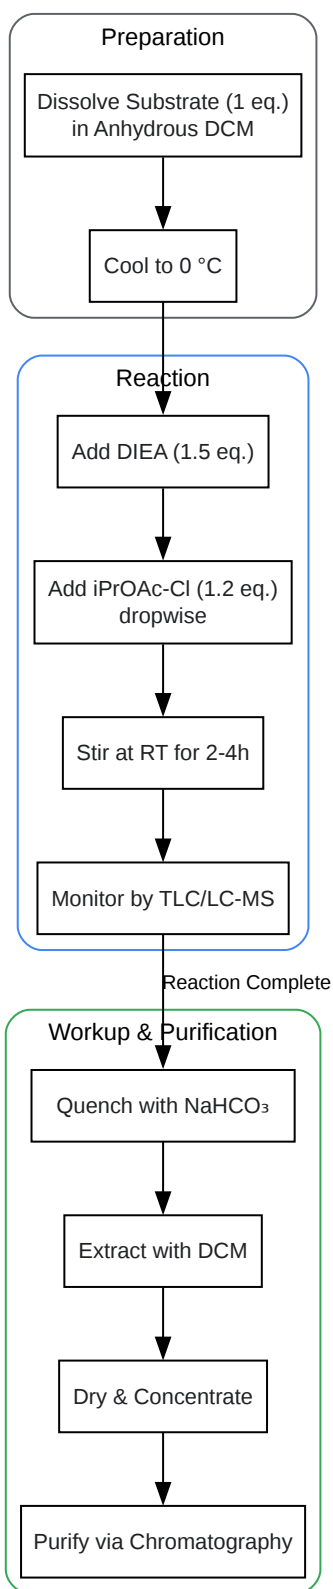 Preparation
Dissolve Substrate (1 eq.)
in Anhydrous DCM
Cool to 0 °C
Reaction
Add DIEA (1.5 eq.)
Add iPrOAc-Cl (1.2 eq.)
dropwise
Stir at RT for 2-4h
Monitor by TLC/LC-MS
Reaction Complete
Workup & Purification
Quench with NaHCO₃
Extract with DCM
Dry & Concentrate
Purify via Chromatography